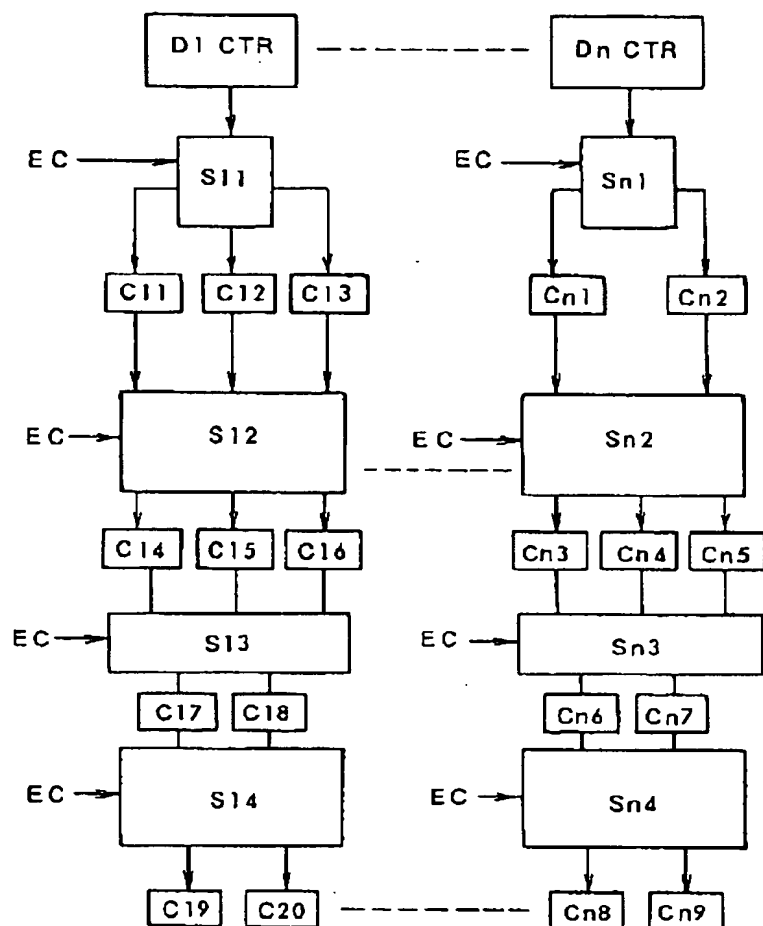 D1 CTR
Dn CTR
EC
S11
EC
Sn1
C11
C12
C13
Cn1
Cn2
EC
S12
EC
Sn2
C14
C15
C16
Cn3
Cn4
Cn5
EC
S13
EC
Sn3
C17
C18
Cn6
Cn7
EC
S14
EC
Sn4
C19
C20
Cn8
Cn9